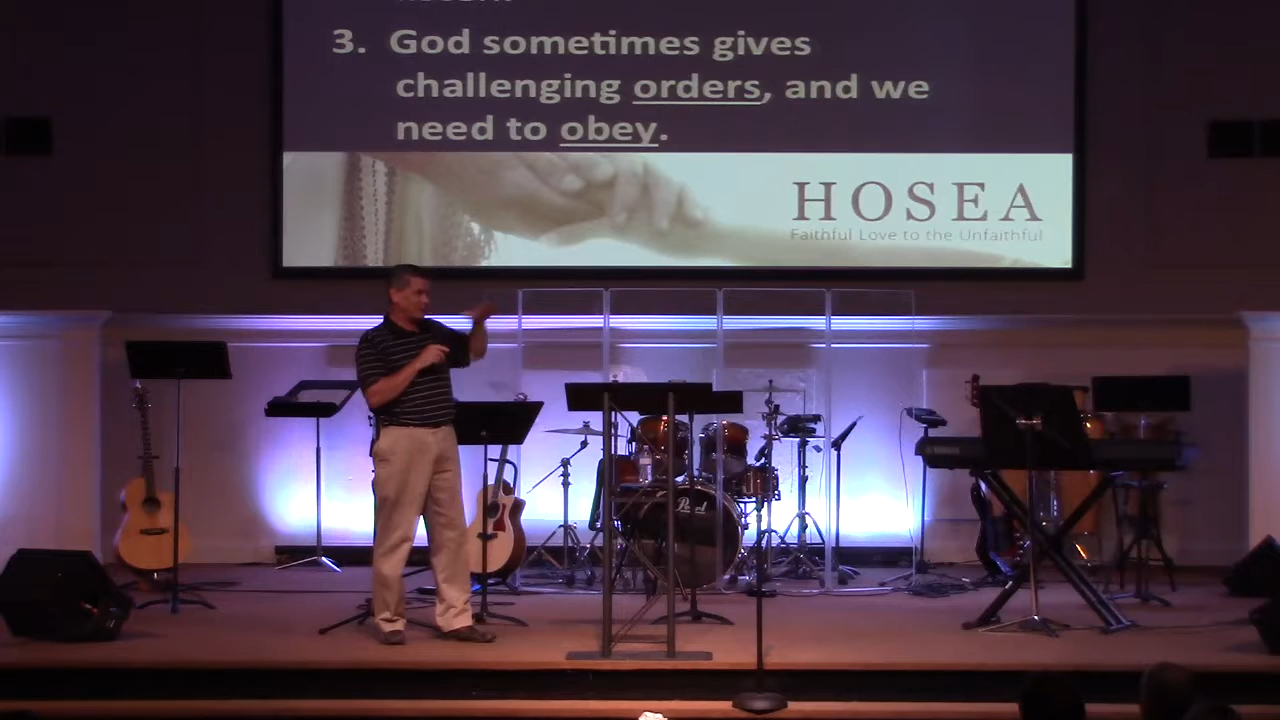 3. God sometimes gives
challenging orders, and we
need to obey.
HOSEA
Faithful Love to the Unfaithful
Pearl